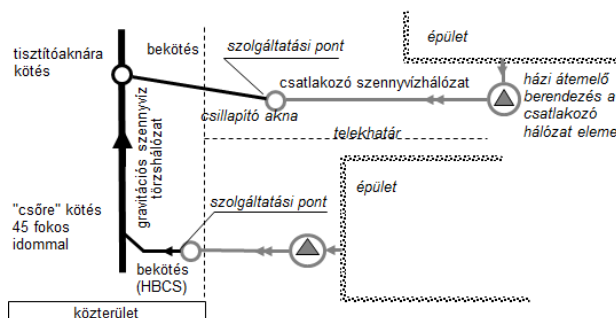 tisztítóaknára
kötés
bekötés
szolgáltatási pont
épület
csatlakozó szennyvízhálózat
csillapító akna
házi átemelő
berendezés a
csatlakozó
hálózat eleme
telekhatár
gravitációs szennyvíz
törzshálózat
épület
szolgáltatási pont
"csőre" kötés
45 fokos
idommal
bekötés
(HBCS)
közterület